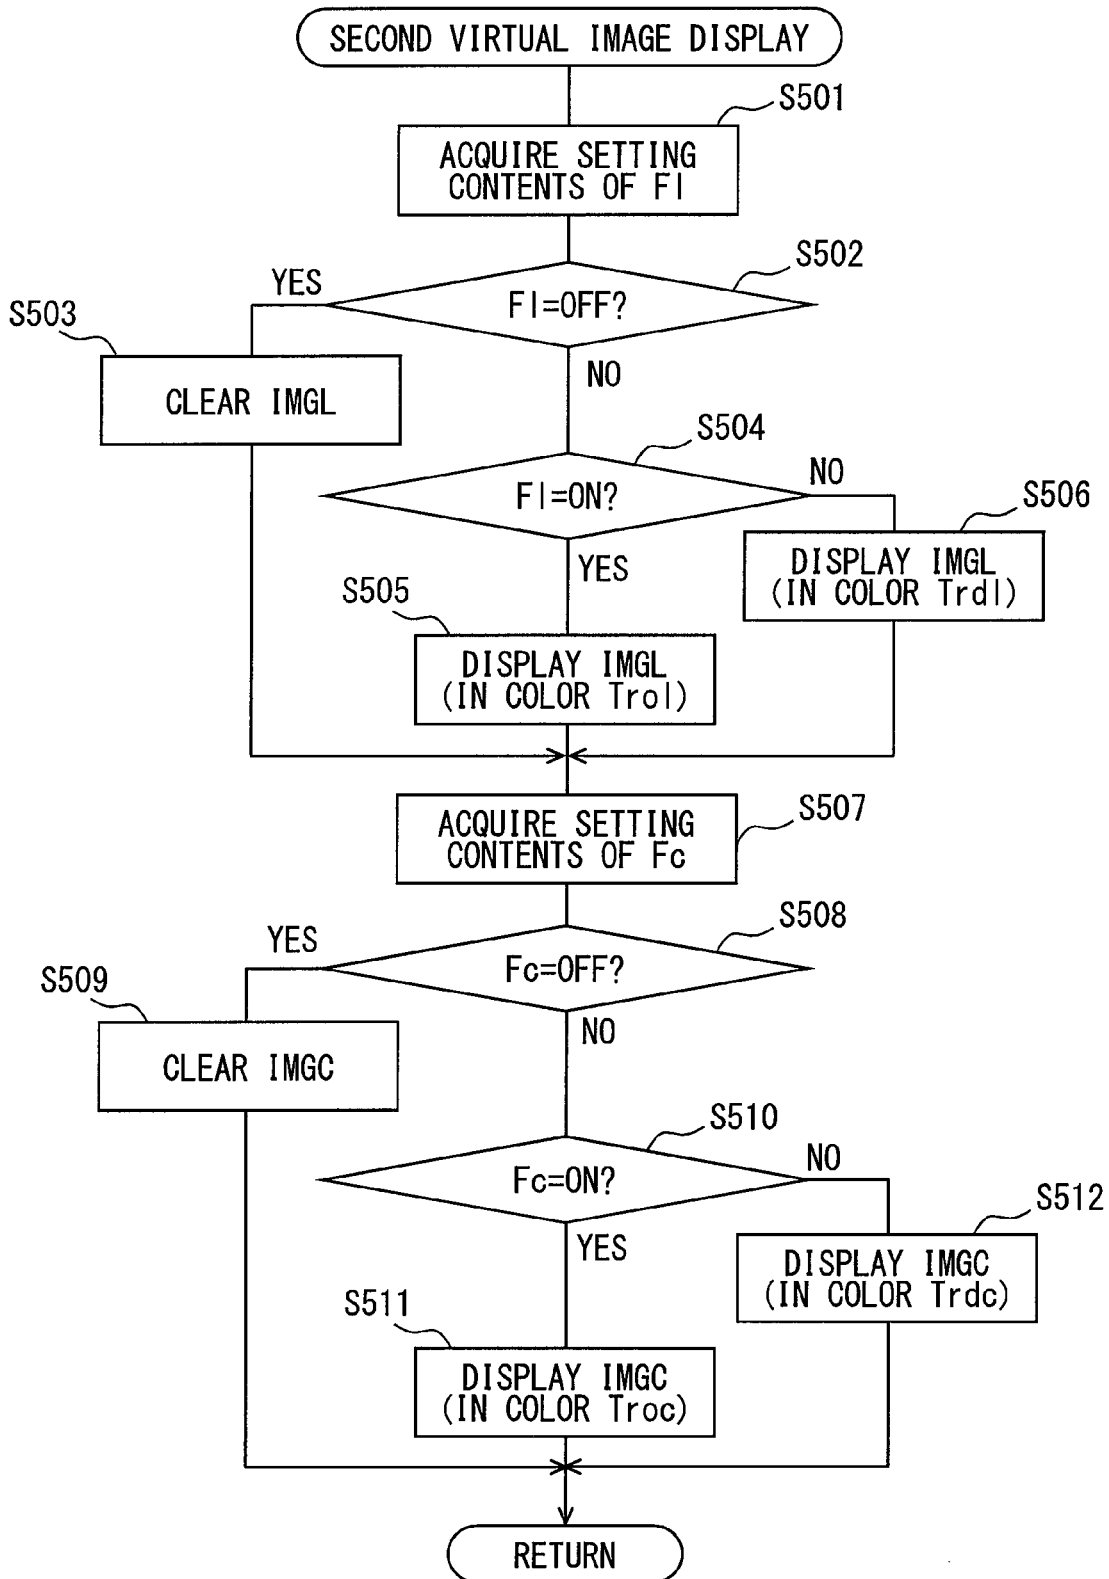 SECOND VIRTUAL IMAGE DISPLAY
S501
ACQUIRE SETTING
CONTENTS OF Fl
S502
YES
Fl=OFF?
S503
NO
CLEAR IMGL
S504
NO
Fl=ON?
S506
YES
DISPLAY IMGL
(IN COLOR Trdl)
S505
DISPLAY IMGL
(IN COLOR Trol)
S507
ACQUIRE SETTING
CONTENTS OF Fc
S508
YES
Fc=OFF?
S509
NO
CLEAR IMGC
S510
NO
Fc=ON?
S512
YES
DISPLAY IMGC
(IN COLOR Trdc)
S511
DISPLAY IMGC
(IN COLOR Troc)
RETURN